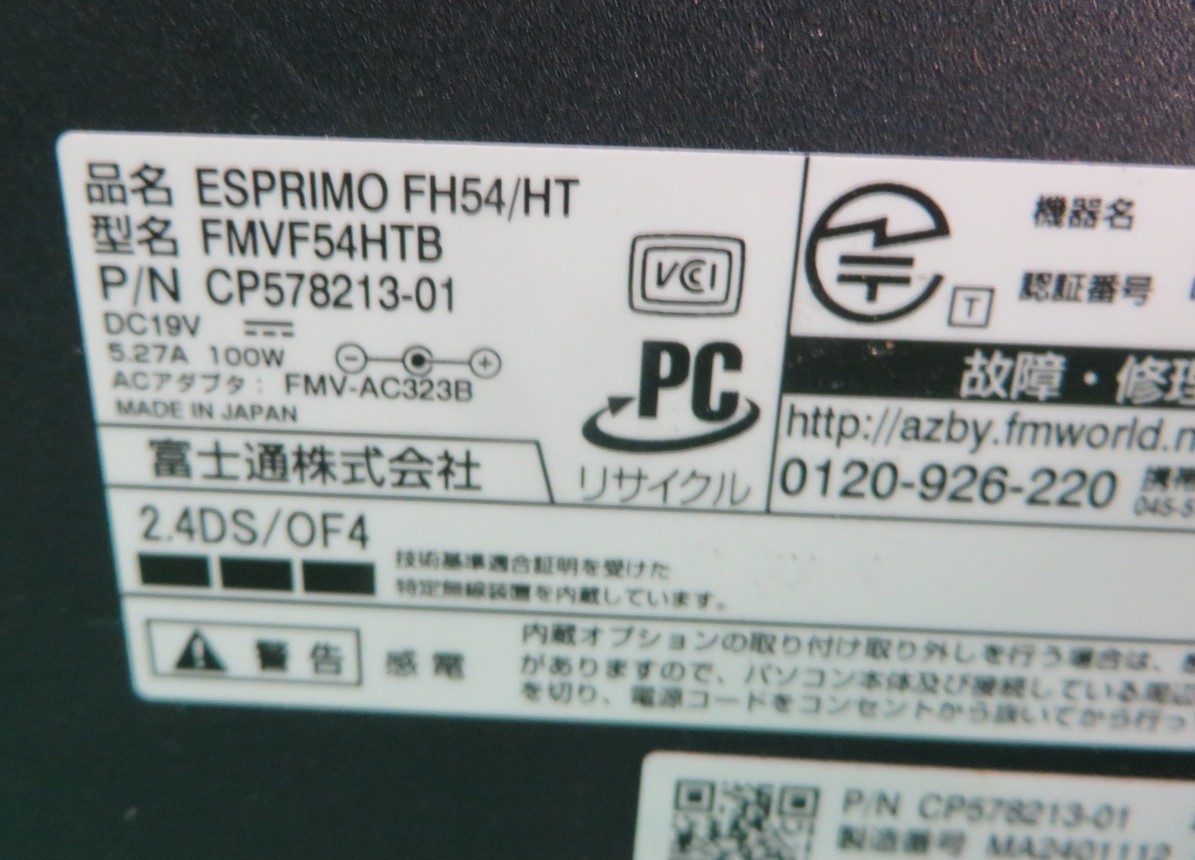 品名 ESPRIMO FH54/HT
型名 FMVF54HTB
P/N CP578213-01
DC19V
5.27A 100W
ACアダプタ： FMV-AC323B
MADE IN JAPAN
富士通株式会社
VCCI
PC
リサイクル
T
機器名
認証番号
故障・修理
http://azby.fmworld.n
0120-926-220
携帯
045-5
2.4DS/OF4
技術基準適合証明を受けた
特定無線装置を内蔵しています。
警告 感電
内蔵オプションの取り付け取り外しを行う場合は、
がありますので、パソコン本体及び接続している周辺
を切り、電源コードをコンセントから抜いてから行っ
P/N CP578213-01
製造番号 MA2401112